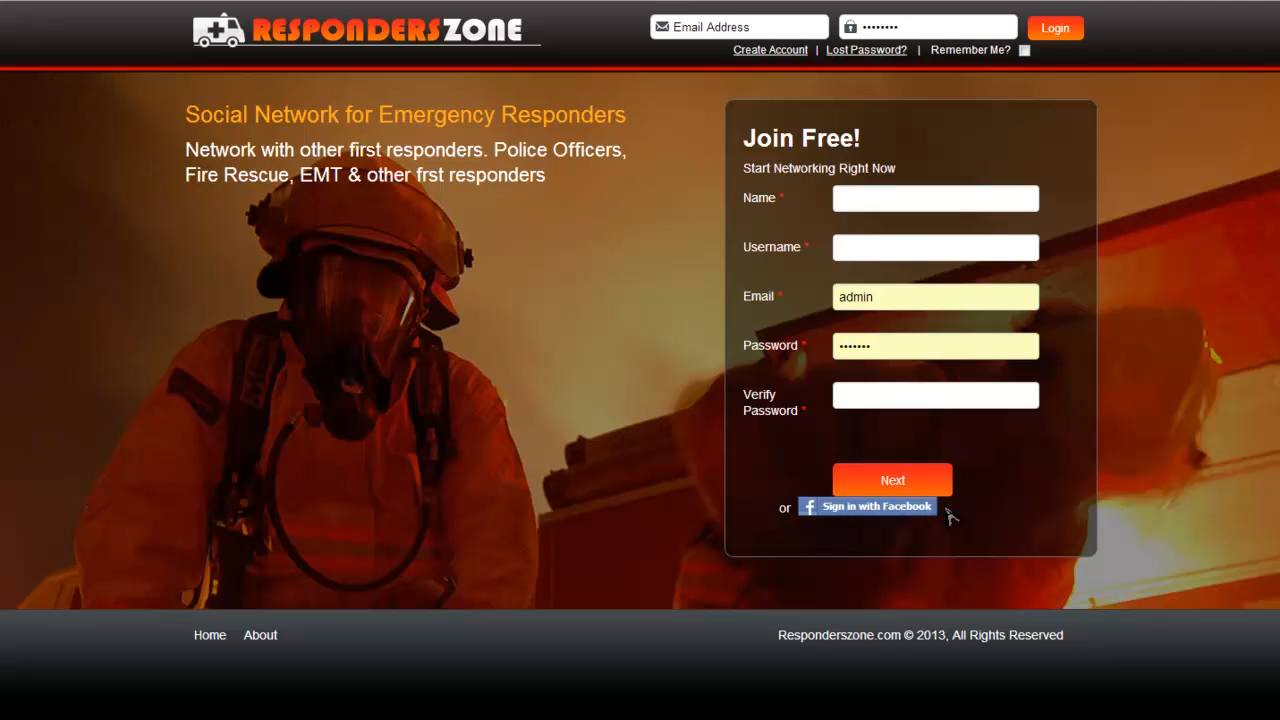 RESPONDERSZONE
Email Address
••••••••
Login
Create Account | Lost Password? | Remember Me?
Social Network for Emergency Responders
Network with other first responders. Police Officers,
Fire Rescue, EMT & other frst responders
Join Free!
Start Networking Right Now
Name *
Username *
Email * admin
Password * •••••••
Verify
Password *
Next
or f Sign in with Facebook
Home About
Responderszone.com © 2013, All Rights Reserved